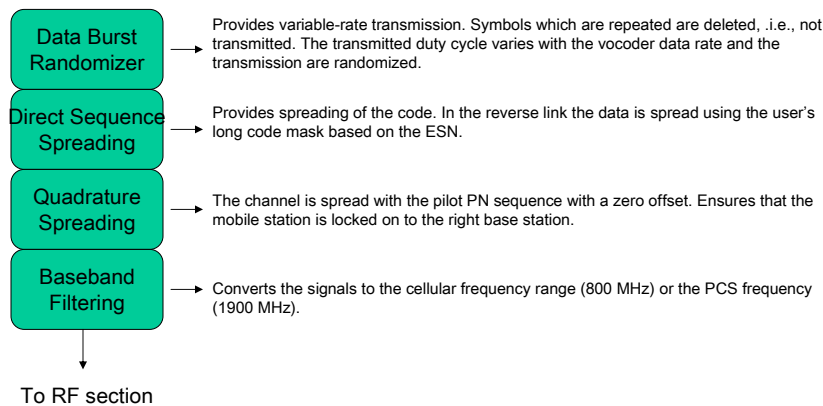 Data Burst
Randomizer
Provides variable-rate transmission. Symbols which are repeated are deleted, .i.e., not
transmitted. The transmitted duty cycle varies with the vocoder data rate and the
transmission are randomized.
Direct Sequence
Spreading
Provides spreading of the code. In the reverse link the data is spread using the user's
long code mask based on the ESN.
Quadrature
Spreading
The channel is spread with the pilot PN sequence with a zero offset. Ensures that the
mobile station is locked on to the right base station.
Baseband
Filtering
Converts the signals to the cellular frequency range (800 MHz) or the PCS frequency
(1900 MHz).
To RF section